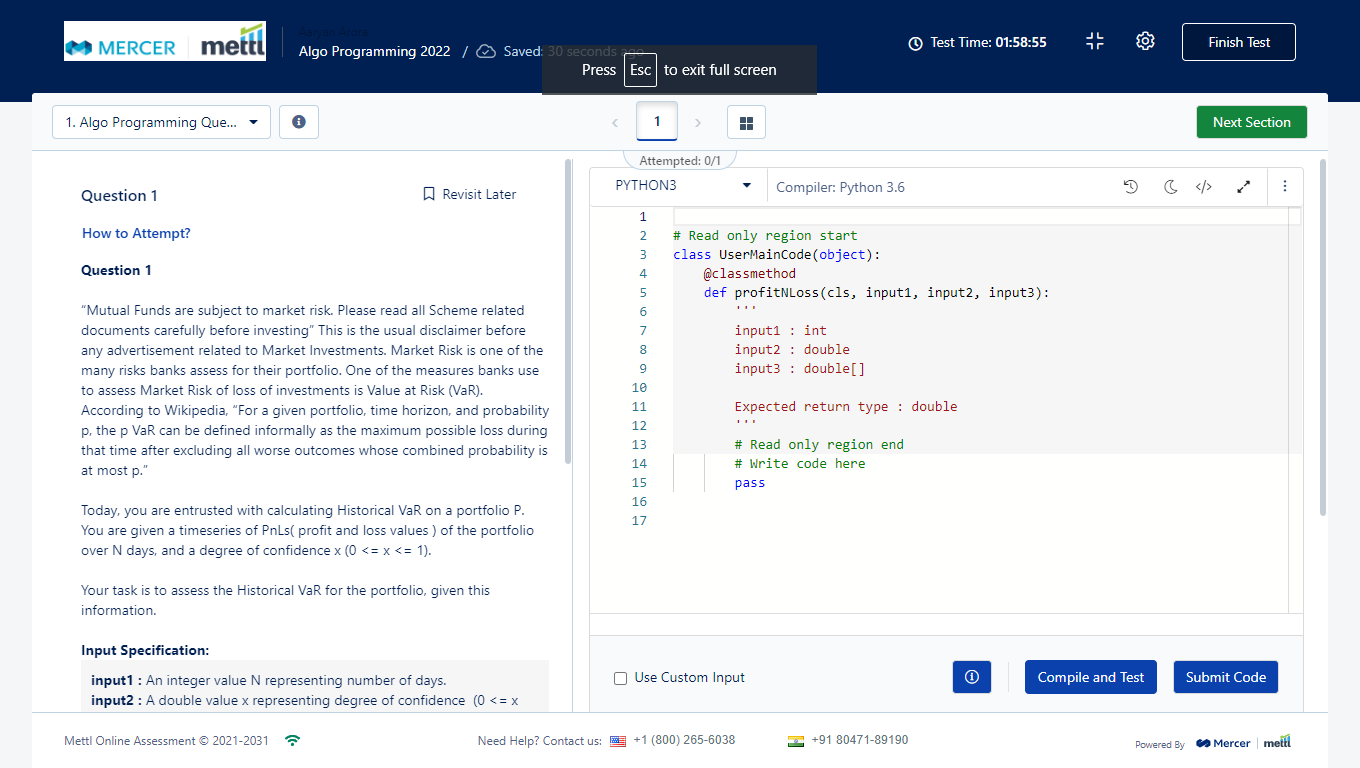 MERCER
mettl
Algo Programming 2022 / Saved: 30 seconds ago
Press Esc to exit full screen
Test Time: 01:58:55
Finish Test
1. Algo Programming Que...
1
Next Section
Attempted: 0/1
Question 1
Revisit Later
How to Attempt?
Question 1
“Mutual Funds are subject to market risk. Please read all Scheme related
documents carefully before investing” This is the usual disclaimer before
any advertisement related to Market Investments. Market Risk is one of the
many risks banks assess for their portfolio. One of the measures banks use
to assess Market Risk of loss of investments is Value at Risk (VaR).
According to Wikipedia, “For a given portfolio, time horizon, and probability
p, the p VaR can be defined informally as the maximum possible loss during
that time after excluding all worse outcomes whose combined probability is
at most p.”
Today, you are entrusted with calculating Historical VaR on a portfolio P.
You are given a timeseries of PnLs( profit and loss values ) of the portfolio
over N days, and a degree of confidence x (0 <= x <= 1).
Your task is to assess the Historical VaR for the portfolio, given this
information.
Input Specification:
input1 : An integer value N representing number of days.
input2 : A double value x representing degree of confidence (0 <= x
PYTHON3
Compiler: Python 3.6
</>
1
2 # Read only region start
3 class UserMainCode(object):
4 @classmethod
5 def profitNLoss(cls, input1, input2, input3):
6 '''
7 input1 : int
8 input2 : double
9 input3 : double[]
10
11 Expected return type : double
12 '''
13 # Read only region end
14 # Write code here
15 pass
16
17
Use Custom Input
Compile and Test
Submit Code
Mettl Online Assessment © 2021-2031
Need Help? Contact us: +1 (800) 265-6038
+91 80471-89190
Powered By Mercer mettl